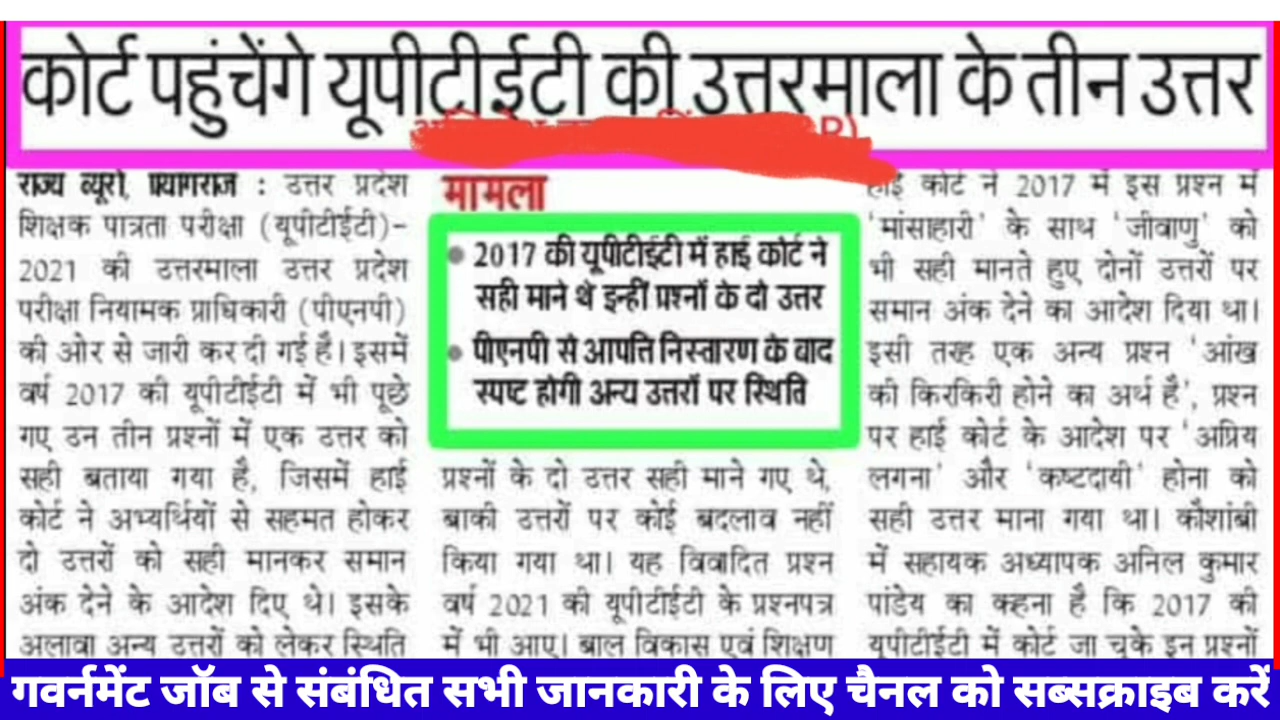 कोर्ट पहुंचेंगे यूपीटीईटी की उत्तरमाला के तीन उत्तर
राज्य ब्यूरो, प्रयागराज : उत्तर प्रदेश
शिक्षक पात्रता परीक्षा (यूपीटीईटी)-
2021 की उत्तरमाला उत्तर प्रदेश
परीक्षा नियामक प्राधिकारी (पीएनपी)
की ओर से जारी कर दी गई है। इसमें
वर्ष 2017 की यूपीटीईटी में भी पूछे
गए उन तीन प्रश्नों में एक उत्तर को
सही बताया गया है, जिसमें हाई
कोर्ट ने अभ्यर्थियों से सहमत होकर
दो उत्तरों को सही मानकर समान
अंक देने के आदेश दिए थे। इसके
अलावा अन्य उत्तरों को लेकर स्थिति
मामला
• 2017 की यूपीटीईटी में हाई कोर्ट ने
सही माने थे इन्हीं प्रश्नों के दो उत्तर
• पीएनपी से आपत्ति निस्तारण के बाद
स्पष्ट होगी अन्य उत्तरों पर स्थिति
प्रश्नों के दो उत्तर सही माने गए थे,
बाकी उत्तरों पर कोई बदलाव नहीं
किया गया था। यह विवादित प्रश्न
वर्ष 2021 की यूपीटीईटी के प्रश्नपत्र
में भी आए। बाल विकास एवं शिक्षण
हाई कोर्ट ने 2017 में इस प्रश्न में
'मांसाहारी' के साथ 'जीवाणु' को
भी सही मानते हुए दोनों उत्तरों पर
समान अंक देने का आदेश दिया था।
इसी तरह एक अन्य प्रश्न 'आंख
की किरकिरी होने का अर्थ है', प्रश्न
पर हाई कोर्ट के आदेश पर 'अप्रिय
लगना' और 'कष्टदायी' होना को
सही उत्तर माना गया था। कौशांबी
में सहायक अध्यापक अनिल कुमार
पांडेय का कहना है कि 2017 की
यूपीटीईटी में कोर्ट जा चुके इन प्रश्नों
गवर्नमेंट जॉब से संबंधित सभी जानकारी के लिए चैनल को सब्सक्राइब करें